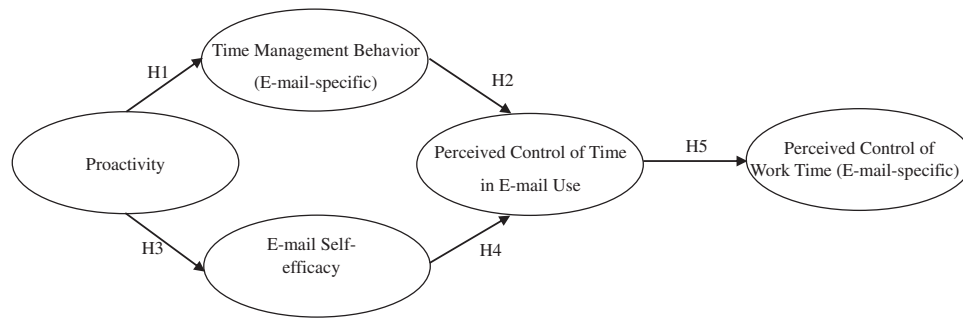 Time Management Behavior
(E-mail-specific)
H1
H2
Proactivity
Perceived Control of Time
in E-mail Use
H5
Perceived Control of
Work Time (E-mail-specific)
H3
E-mail Self-
efficacy
H4